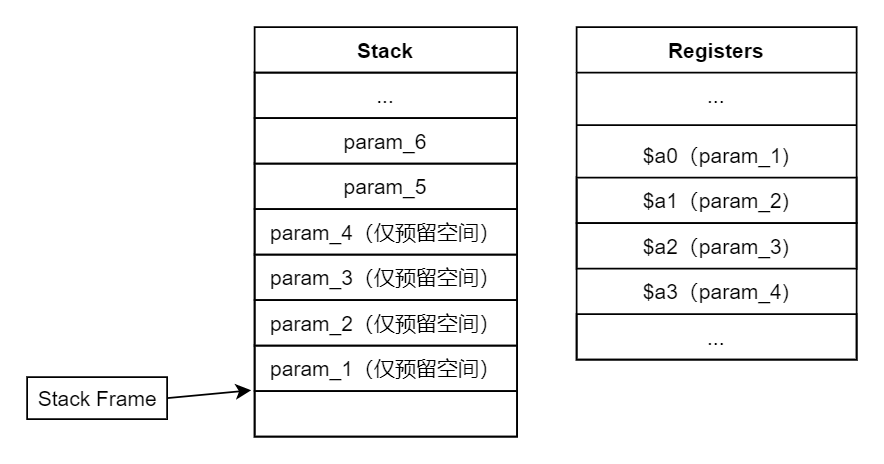 Stack
...
param_6
param_5
param_4（仅预留空间）
param_3（仅预留空间）
param_2（仅预留空间）
param_1（仅预留空间）
Stack Frame
Registers
...
$a0（param_1）
$a1（param_2）
$a2（param_3）
$a3（param_4）
...